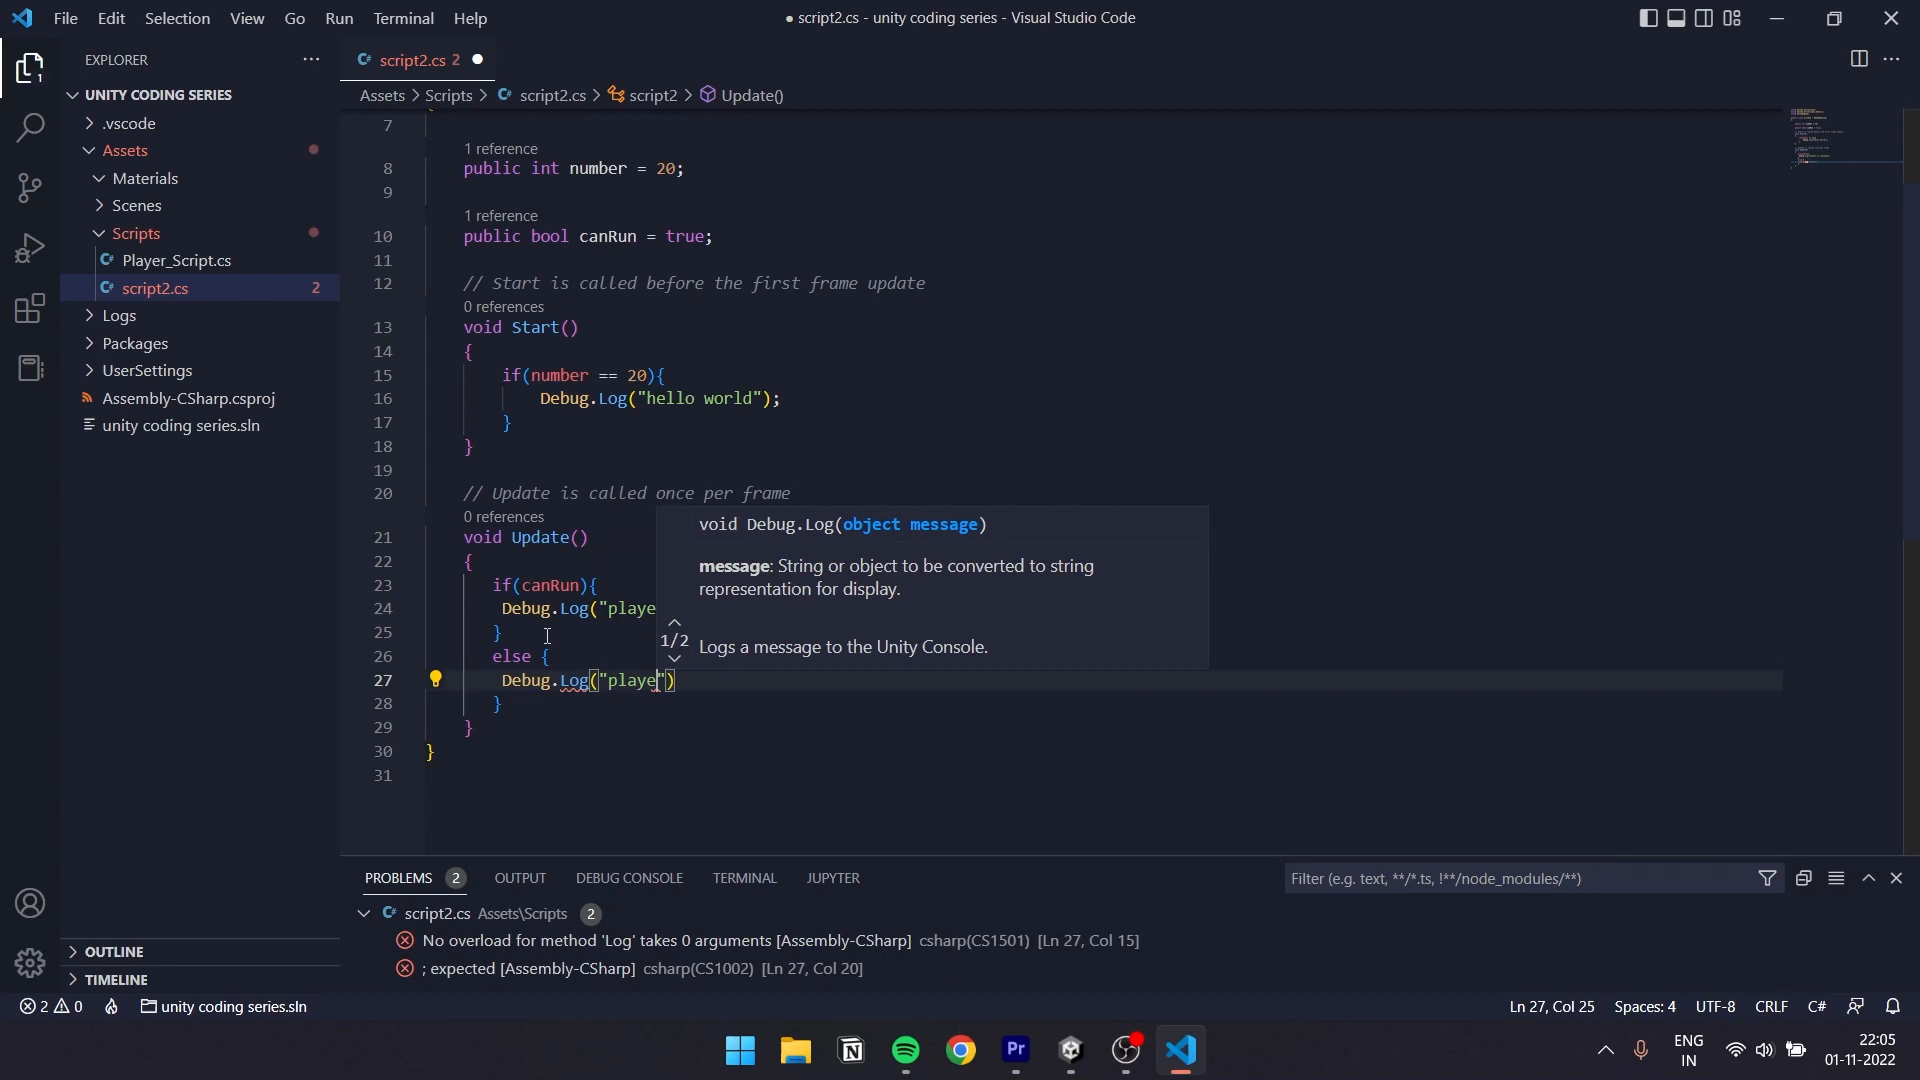 File Edit Selection View Go Run Terminal Help
● script2.cs - unity coding series - Visual Studio Code
EXPLORER
script2.cs 2
UNITY CODING SERIES
Assets > Scripts > script2.cs > script2 > Update()
.vscode
Assets
Materials
Scenes
Scripts
Player_Script.cs
script2.cs 2
Logs
Packages
UserSettings
Assembly-CSharp.csproj
unity coding series.sln
OUTLINE
TIMELINE
1
7
1 reference
8 public int number = 20;
9
1 reference
10 public bool canRun = true;
11
12 // Start is called before the first frame update
0 references
13 void Start()
14 {
15 if(number == 20){
16 Debug.Log("hello world");
17 }
18 }
19
20 // Update is called once per frame
0 references
21 void Update()
22 {
23 if(canRun){
24 Debug.Log("playe
25 }
26 else {
27 Debug.Log("playe")
28 }
29 }
30 }
31
void Debug.Log(object message)
message: String or object to be converted to string
representation for display.
1/2
Logs a message to the Unity Console.
PROBLEMS 2 OUTPUT DEBUG CONSOLE TERMINAL JUPYTER
Filter (e.g. text, **/*.ts, !**/node_modules/**)
script2.cs Assets\Scripts 2
No overload for method 'Log' takes 0 arguments [Assembly-CSharp] csharp(CS1501) [Ln 27, Col 15]
; expected [Assembly-CSharp] csharp(CS1002) [Ln 27, Col 20]
2 0 unity coding series.sln
Ln 27, Col 25 Spaces: 4 UTF-8 CRLF C#
Pr
ENG
IN
22:05
01-11-2022